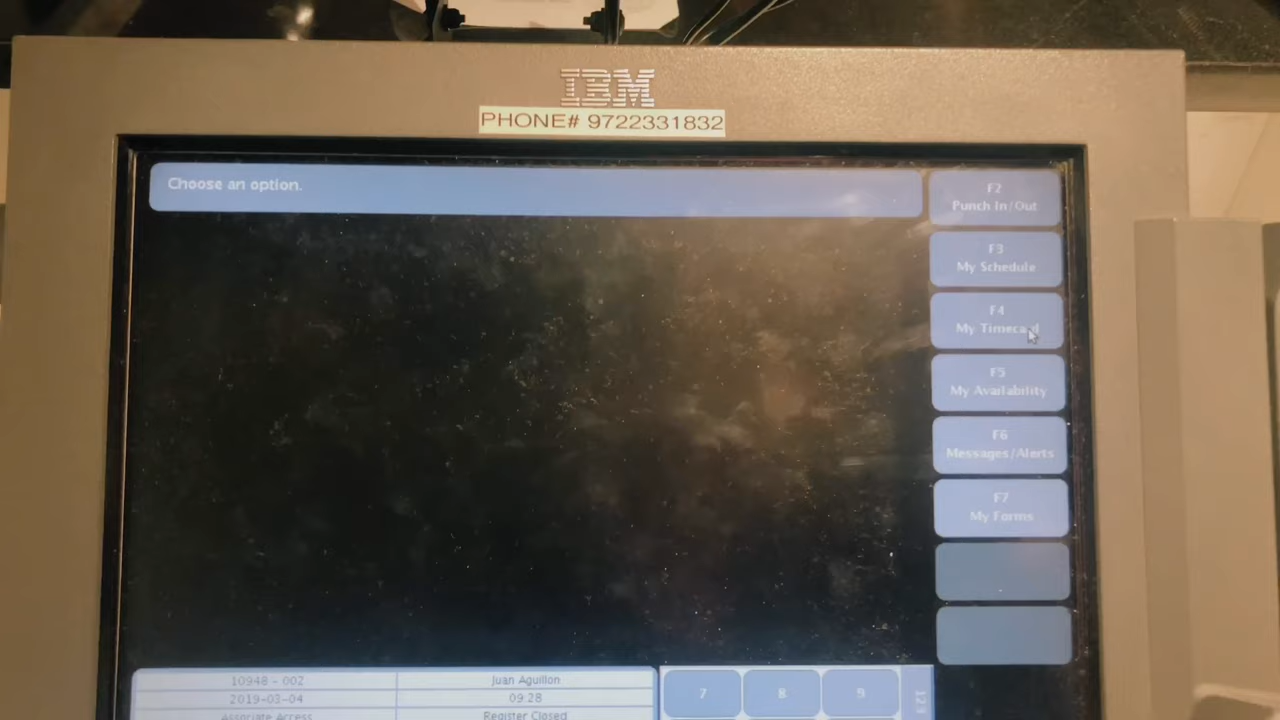 IBM
PHONE# 9722331832
Choose an option.
F2
Punch In/Out
F3
My Schedule
F4
My Timecard
F5
My Availability
F6
Messages/Alerts
F7
My Forms
10948 - 002
Juan Aguillon
2019-03-04
09:28
Associate Access
Register Closed
7
8
9